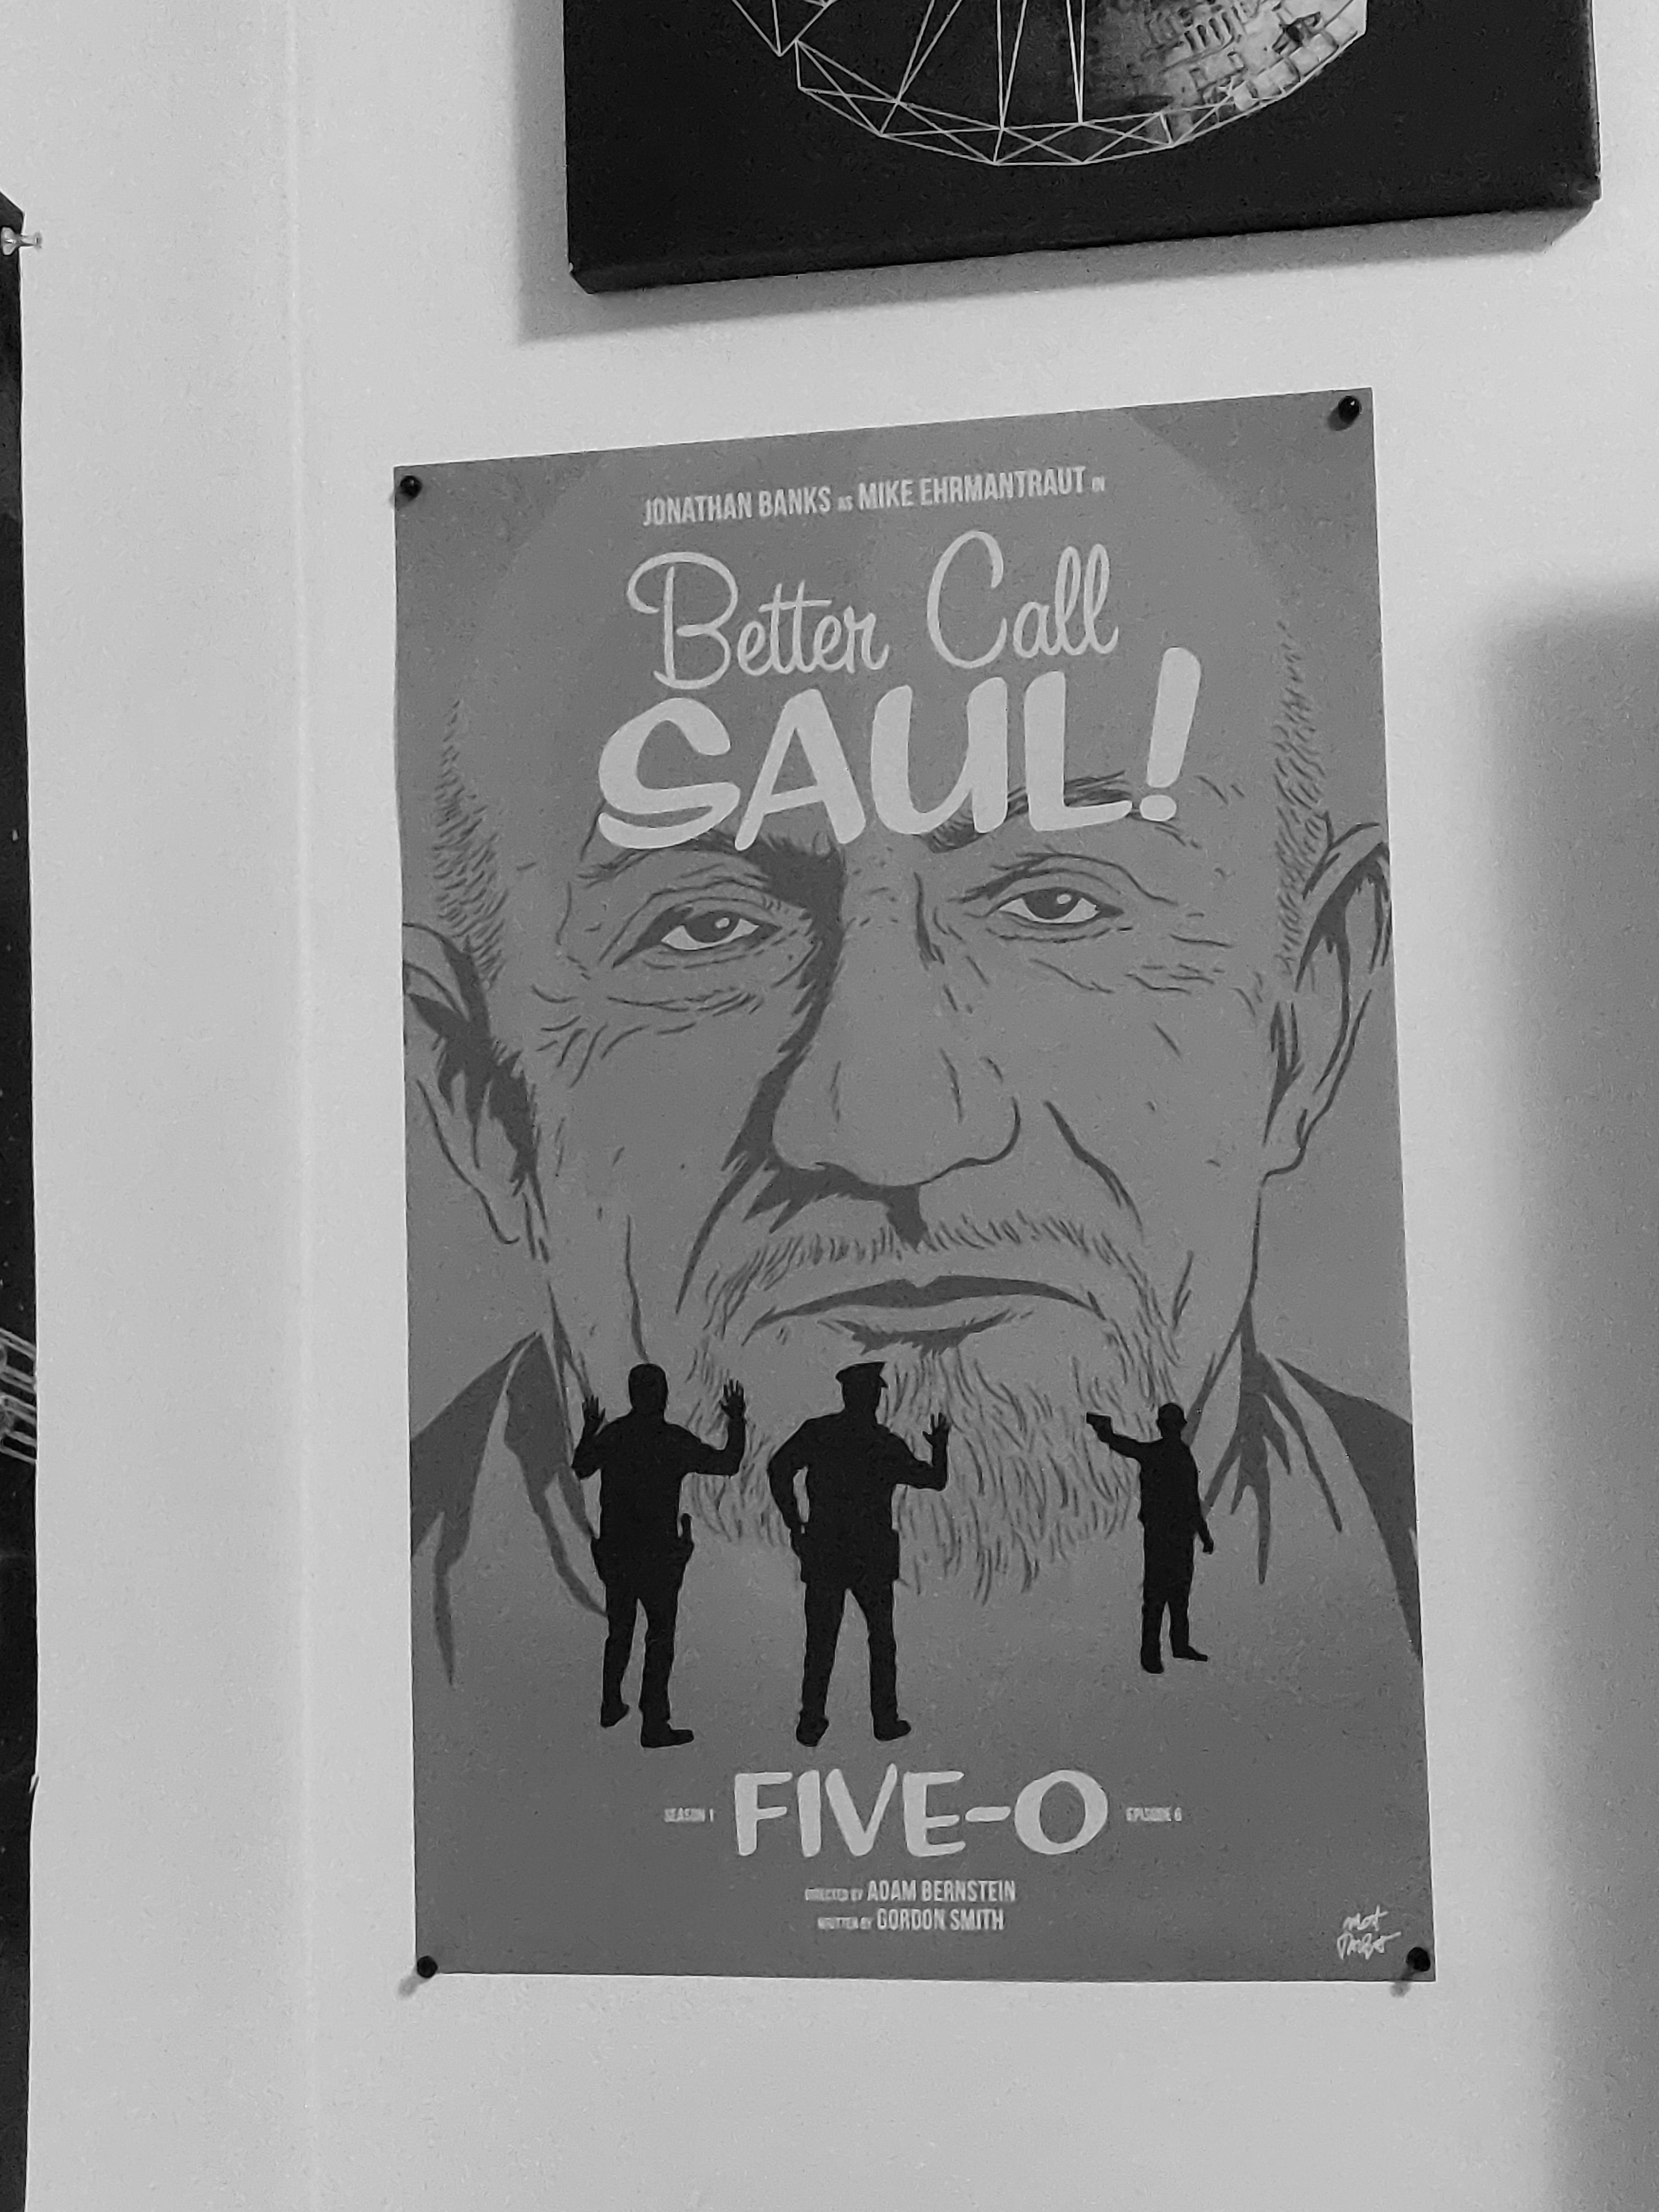 JONATHAN BANKS AS MIKE EHRMANTRAUT IN
Better Call
SAUL!
SEASON 1 FIVE-O EPISODE 6
DIRECTED BY ADAM BERNSTEIN
WRITTEN BY GORDON SMITH